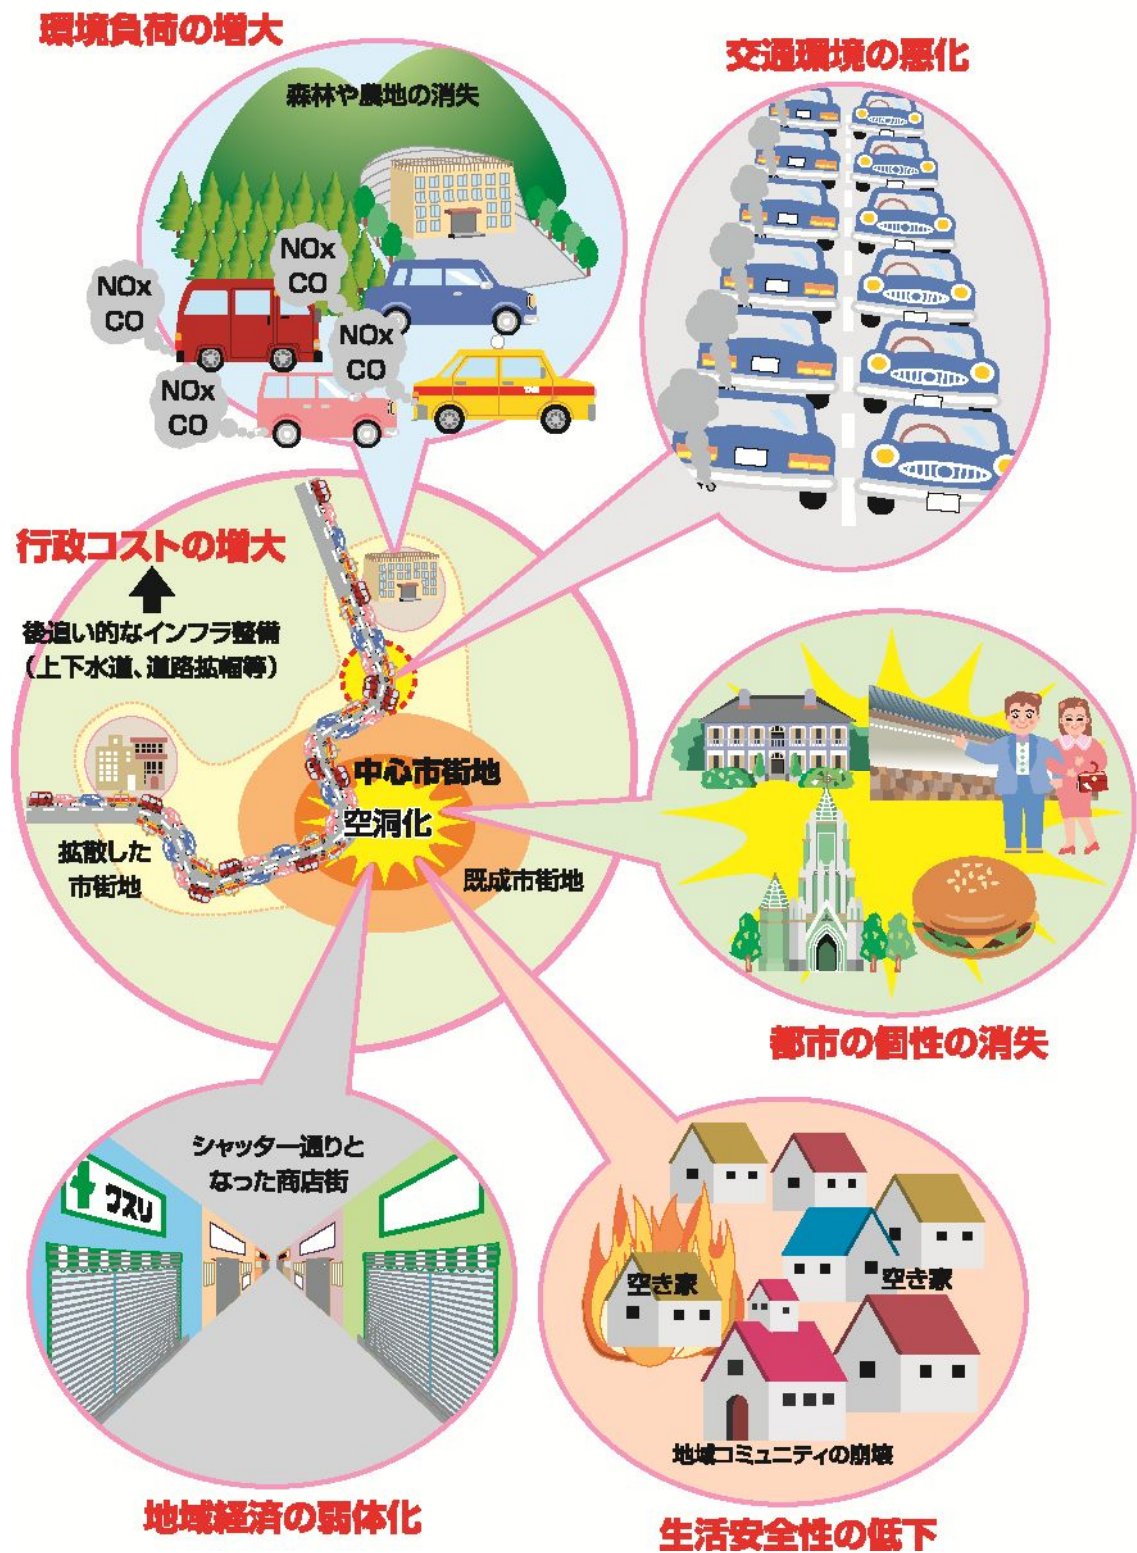 環境負荷の増大
森林や農地の消失
NOx
CO
NOx
CO
NOx
CO
NOx
CO
TAXI
交通環境の悪化
行政コストの増大
後追い的なインフラ整備
（上下水道、道路拡幅等）
中心市街地
空洞化
拡散した
市街地
既成市街地
都市の個性の消失
シャッター通りと
なった商店街
クスリ
地域経済の弱体化
空き家
空き家
地域コミュニティの崩壊
生活安全性の低下